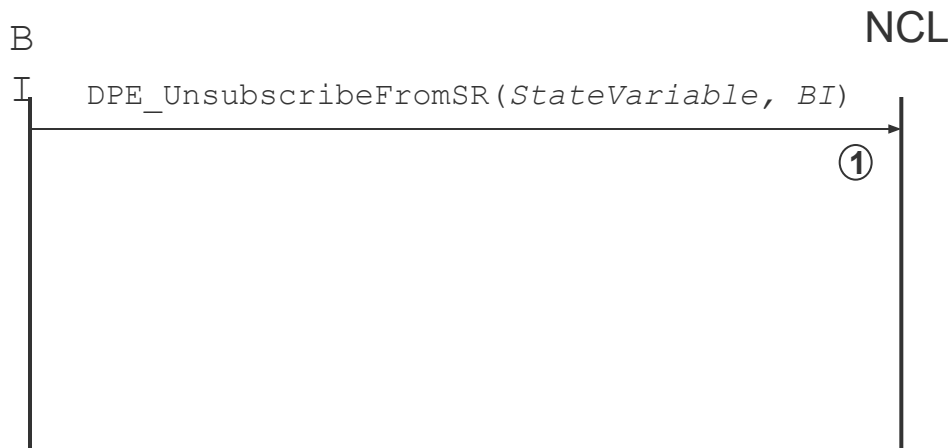 B
I
NCL
DPE_UnsubscribeFromSR(StateVariable, BI)
1